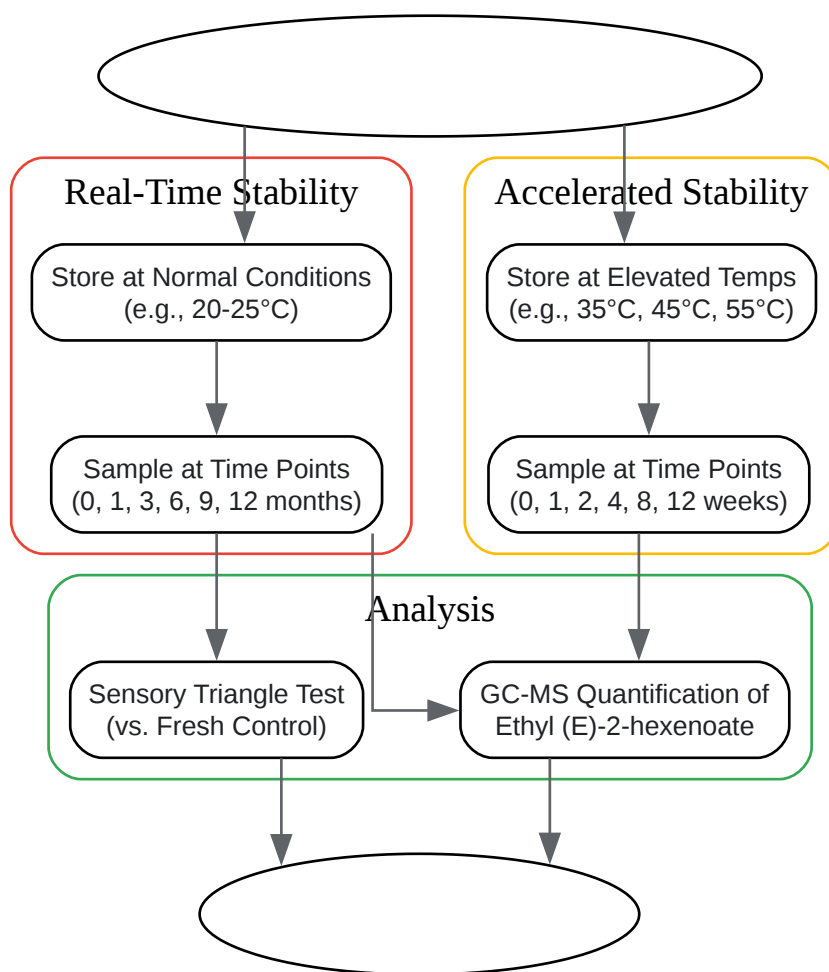 Real-Time Stability
Accelerated Stability
Store at Normal Conditions
(e.g., 20-25°C)
Store at Elevated Temps
(e.g., 35°C, 45°C, 55°C)
Sample at Time Points
(0, 1, 3, 6, 9, 12 months)
Sample at Time Points
(0, 1, 2, 4, 8, 12 weeks)
Analysis
Sensory Triangle Test
(vs. Fresh Control)
GC-MS Quantification of
Ethyl (E)-2-hexenoate